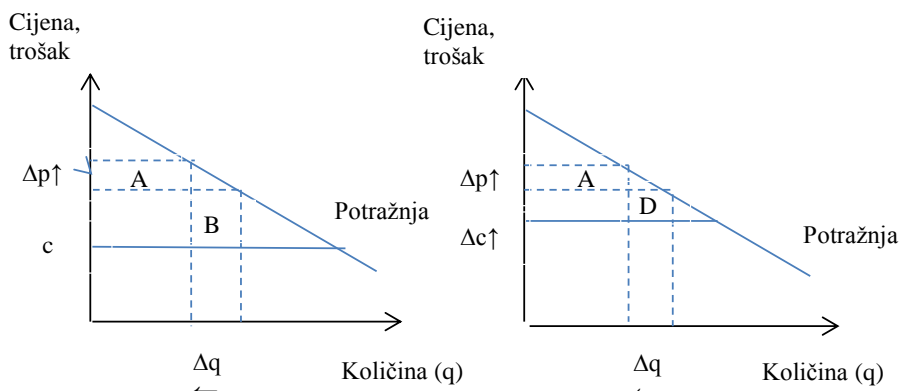 Cijena,
trošak
Δp↑
A
B
c
Potražnja
Δq
Količina (q)
Cijena,
trošak
Δp↑
A
D
Δc↑
Potražnja
Δq
Količina (q)